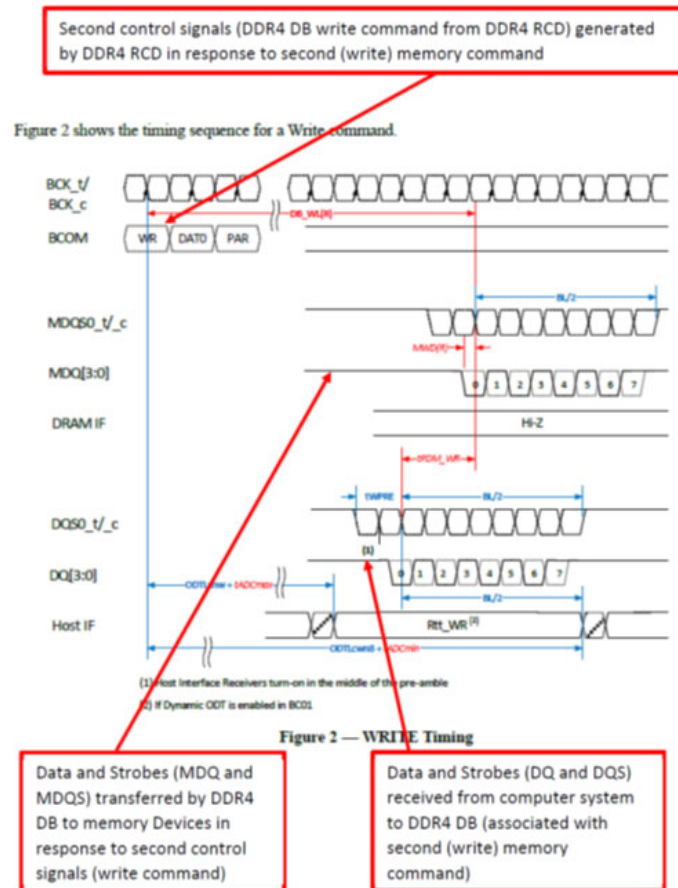 Second control signals (DDR4 DB write command from DDR4 RCD) generated
by DDR4 RCD in response to second (write) memory
command
Figure 2 shows the timing sequence for a Write command.
BCK_t/
BCK_c
DB_WL(R)
BCOM
WR DAT0 PAR
BL/2
MDQS0_t/_c
MWD(R)
MDQ[3:0]
0 1 2 3 4 5 6 7
DRAM IF
Hi-Z
tPDM_WR
tWPRE
BL/2
DQS0_t/_c
(1)
DQ[3:0]
0 1 2 3 4 5 6 7
BL/2
Host IF
Rtt_WR (2)
(1) Host Interface Receivers turn-on in the middle of the pre-amble
(2) If Dynamic ODT is enabled in BC01
Figure 2 — WRITE Timing
Data and Strobes (MDQ and
MDQS) transferred by DDR4
DB to memory Devices in
response to second control
signals (write command)
Data and Strobes (DQ and DQS)
received from computer system
to DDR4 DB (associated with
second (write) memory
command)